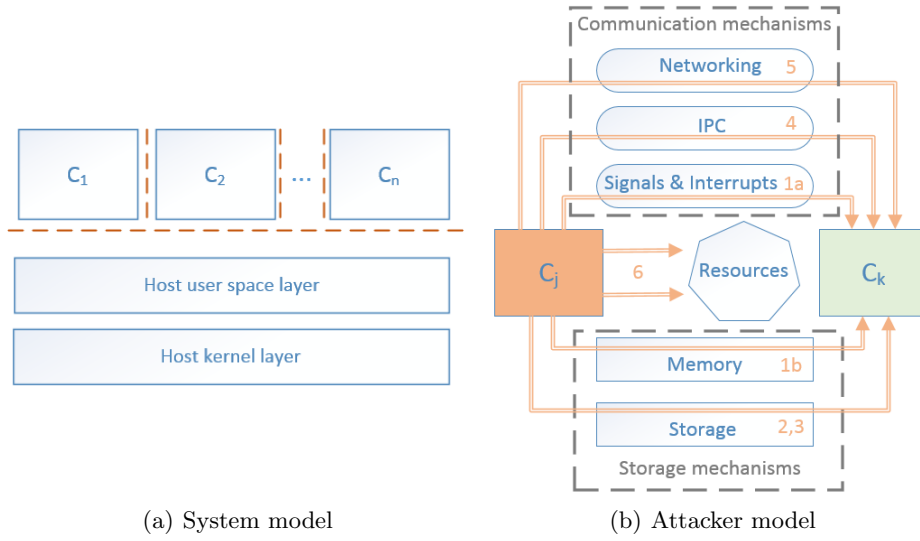 C1
C2
...
Cn
Host user space layer
Host kernel layer
(a) System model
Communication mechanisms
Networking 5
IPC 4
Signals & Interrupts 1a
Cj
6
Resources
Ck
Memory 1b
Storage 2,3
Storage mechanisms
(b) Attacker model